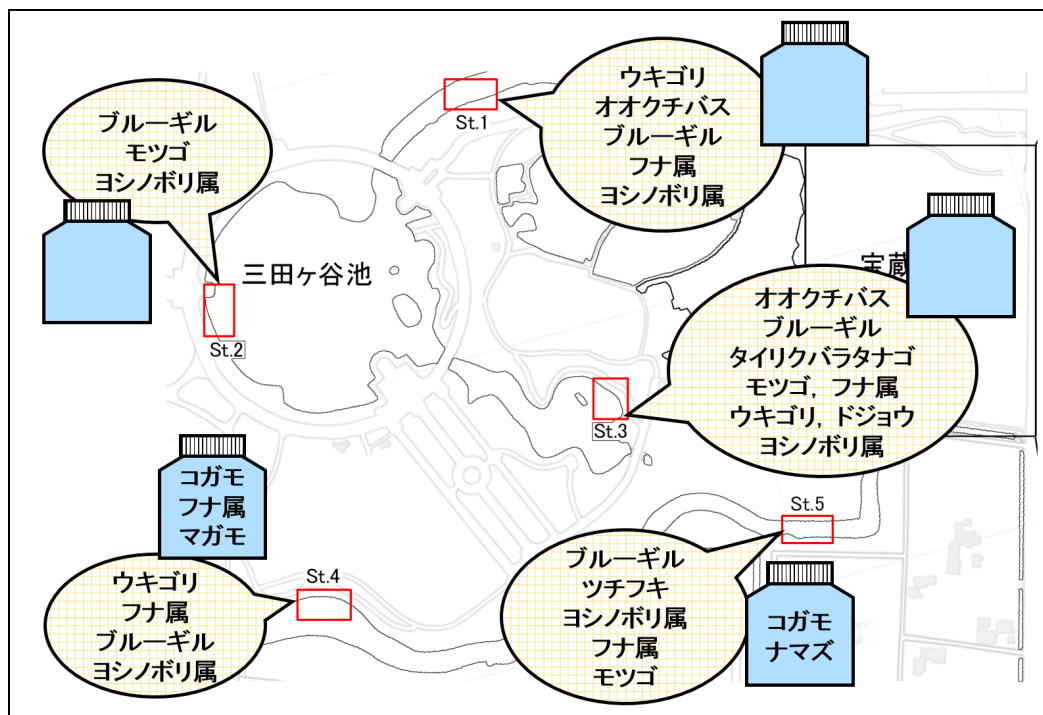 ウキゴリ
オオクチバス
ブルーギル
フナ属
ヨシノボリ属
St.1
ブルーギル
モツゴ
ヨシノボリ属
三田ヶ谷池
St.2
宝蔵
オオクチバス
ブルーギル
タイリクバラタナゴ
モツゴ, フナ属
ウキゴリ, ドジョウ
ヨシノボリ属
St.3
コガモ
フナ属
マガモ
St.4
ウキゴリ
フナ属
ブルーギル
ヨシノボリ属
St.5
ブルーギル
ツチフキ
ヨシノボリ属
フナ属
モツゴ
コガモ
ナマズ